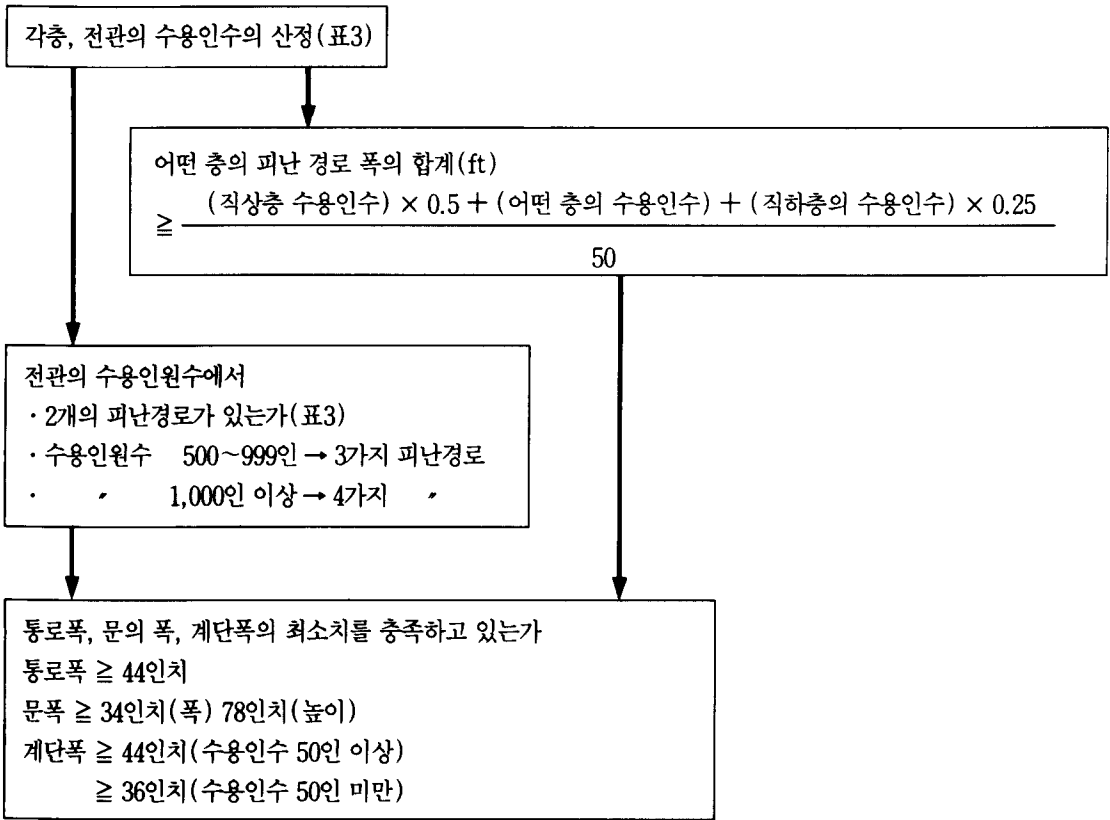 각층, 전관의 수용인수의 산정(표3)
어떤 층의 피난 경로 폭의 합계(ft)
≧ (직상층 수용인수) × 0.5 + (어떤 층의 수용인수) + (직하층의 수용인수) × 0.25
50
전관의 수용인원수에서
· 2개의 피난경로가 있는가(표3)
· 수용인원수 500~999인 → 3가지 피난경로
· 〃 1,000인 이상 → 4가지 〃
통로폭, 문의 폭, 계단폭의 최소치를 충족하고 있는가
통로폭 ≧ 44인치
문폭 ≧ 34인치(폭) 78인치(높이)
계단폭 ≧ 44인치(수용인수 50인 이상)
≧ 36인치(수용인수 50인 미만)